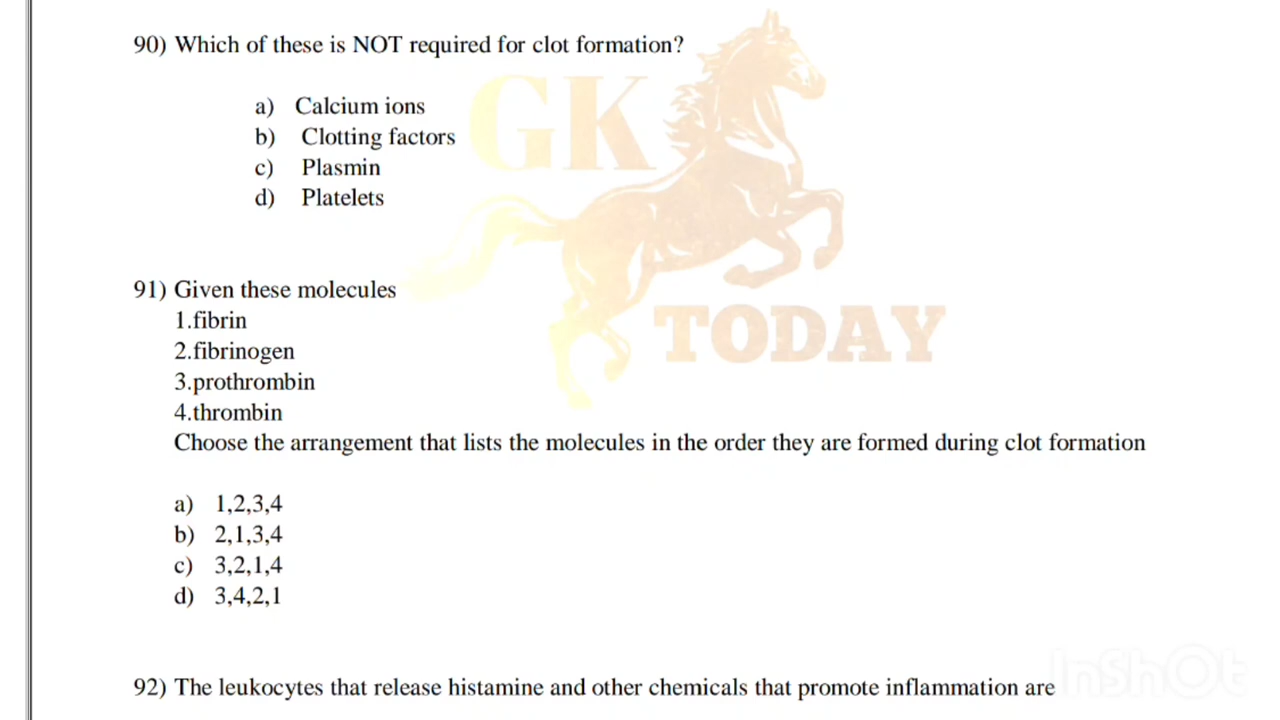 90) Which of these is NOT required for clot formation?
a) Calcium ions
b) Clotting factors
c) Plasmin
d) Platelets
GK
TODAY
91) Given these molecules
1.fibrin
2.fibrinogen
3.prothrombin
4.thrombin
Choose the arrangement that lists the molecules in the order they are formed during clot formation
a) 1,2,3,4
b) 2,1,3,4
c) 3,2,1,4
d) 3,4,2,1
92) The leukocytes that release histamine and other chemicals that promote inflammation are
InShOt